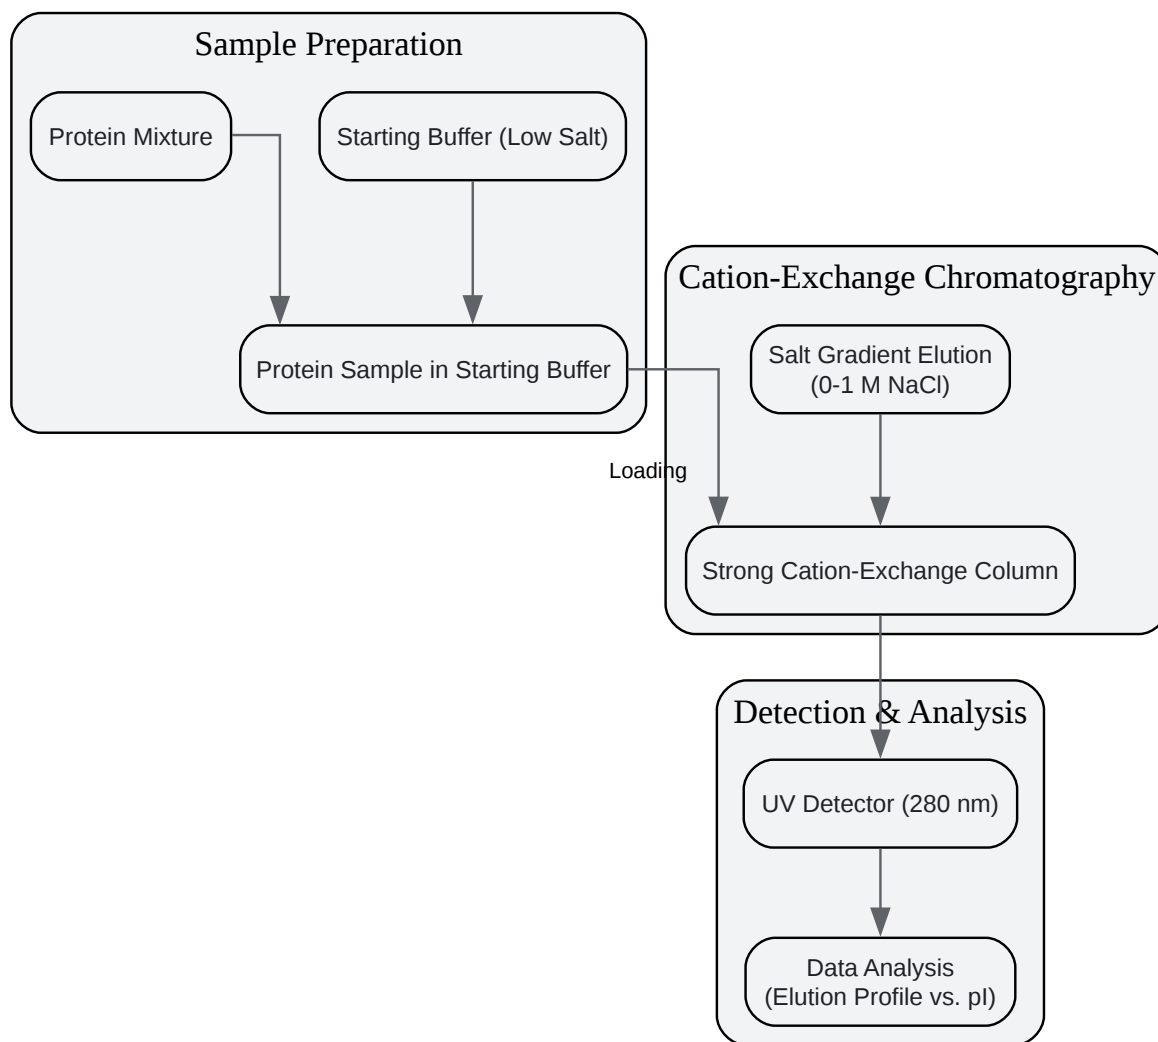 Sample Preparation
Protein Mixture
Starting Buffer (Low Salt)
Protein Sample in Starting Buffer
Loading
Cation-Exchange Chromatography
Salt Gradient Elution
(0-1 M NaCl)
Strong Cation-Exchange Column
Detection & Analysis
UV Detector (280 nm)
Data Analysis
(Elution Profile vs. pI)